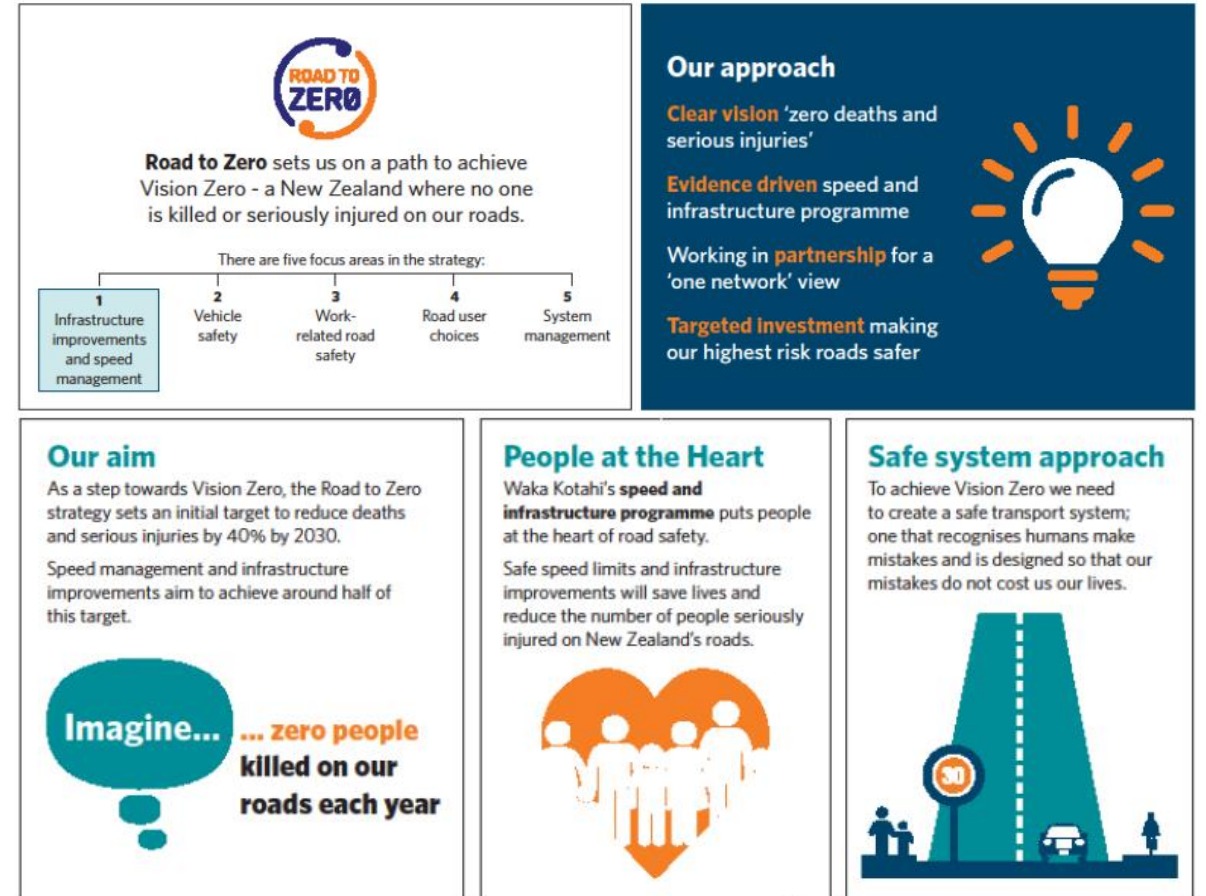 ROAD TO
ZERO
Road to Zero sets us on a path to achieve
Vision Zero - a New Zealand where no one
is killed or seriously injured on our roads.
There are five focus areas in the strategy:
1
Infrastructure
improvements
and speed
management
2
Vehicle
safety
3
Work-
related road
safety
4
Road user
choices
5
System
management
Our approach
Clear vision ‘zero deaths and
serious injuries’
Evidence driven speed and
infrastructure programme
Working in partnership for a
‘one network’ view
Targeted investment making
our highest risk roads safer
Our aim
As a step towards Vision Zero, the Road to Zero
strategy sets an initial target to reduce deaths
and serious injuries by 40% by 2030.
Speed management and infrastructure
improvements aim to achieve around half of
this target.
Imagine...
... zero people
killed on our
roads each year
People at the Heart
Waka Kotahi’s speed and
infrastructure programme puts people
at the heart of road safety.
Safe speed limits and infrastructure
improvements will save lives and
reduce the number of people seriously
injured on New Zealand’s roads.
Safe system approach
To achieve Vision Zero we need
to create a safe transport system;
one that recognises humans make
mistakes and is designed so that our
mistakes do not cost us our lives.
30